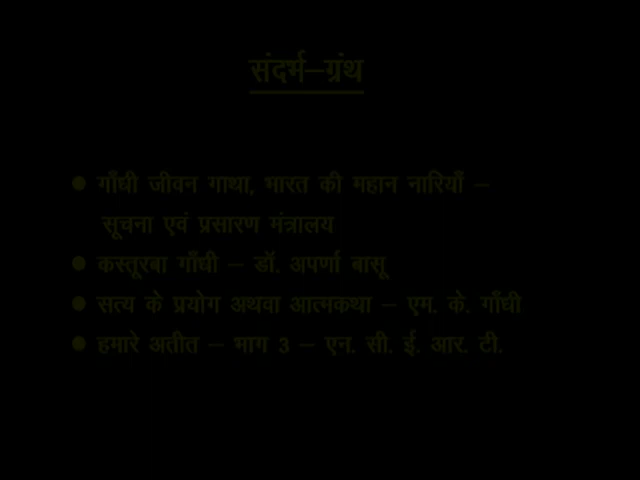 संदर्भ–ग्रंथ
● गाँधी जीवन गाथा, भारत की महान नारियाँ –
सूचना एवं प्रसारण मंत्रालय
● कस्तूरबा गाँधी – डॉ. अपर्णा बासू
● सत्य के प्रयोग अथवा आत्मकथा – एम. के. गाँधी
● हमारे अतीत – भाग 3 – एन. सी. ई. आर. टी.